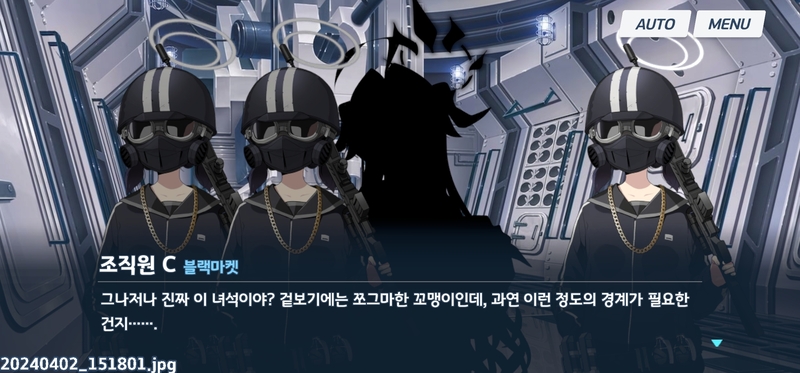 AUTO MENU
조직원 C 블랙마켓
그나저나 진짜 이 녀석이야? 겉보기에는 쪼그마한 꼬맹이인데, 과연 이런 정도의 경계가 필요한
건지…….
20240402_151801.jpg